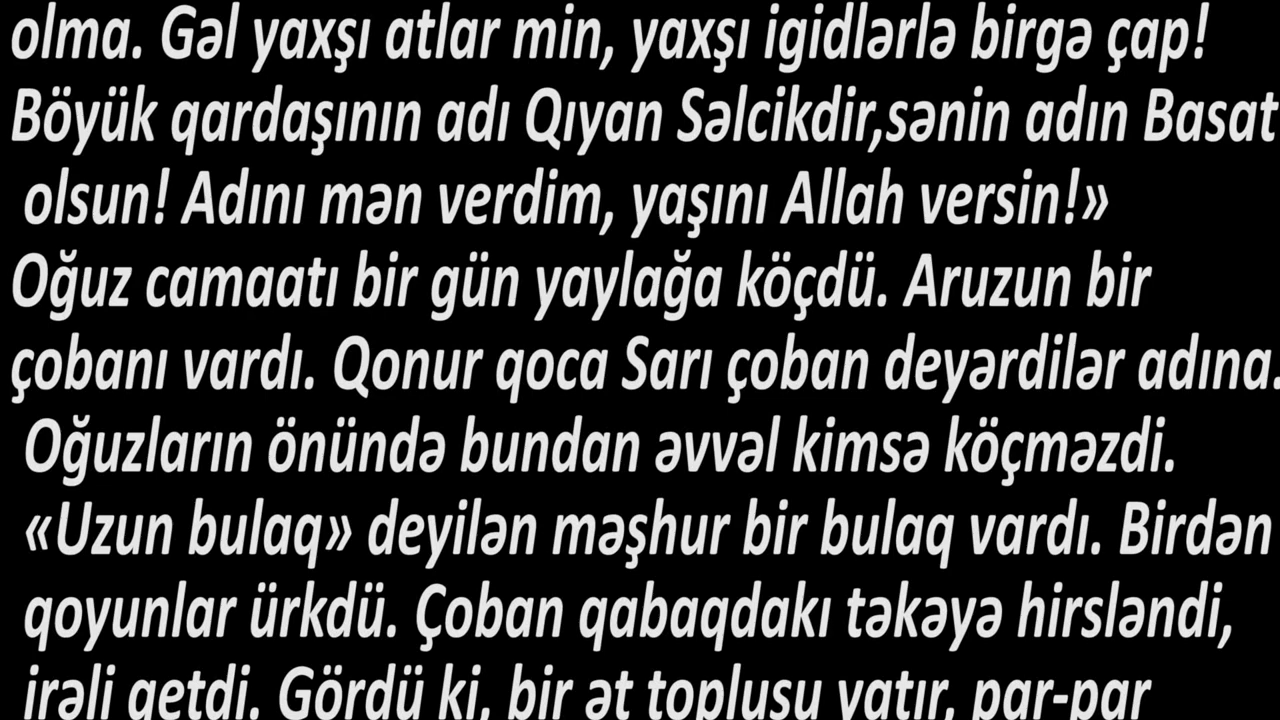 olma. Gəl yaxşı atlar min, yaxşı igidlərlə birgə çap!
Böyük qardaşının adı Qıyan Səlcikdir,sənin adın Basat
olsun! Adını mən verdim, yaşını Allah versin!»
Oğuz camaatı bir gün yaylağa köçdü. Aruzun bir
çobanı vardı. Qonur qoca Sarı çoban deyərdilər adına.
Oğuzların önündə bundan əvvəl kimsə köçməzdi.
«Uzun bulaq» deyilən məşhur bir bulaq vardı. Birdən
qoyunlar ürkdü. Çoban qabaqdakı təkəyə hirsləndi,
irəli getdi. Gördü ki, bir ət toplusu yatır, par-par